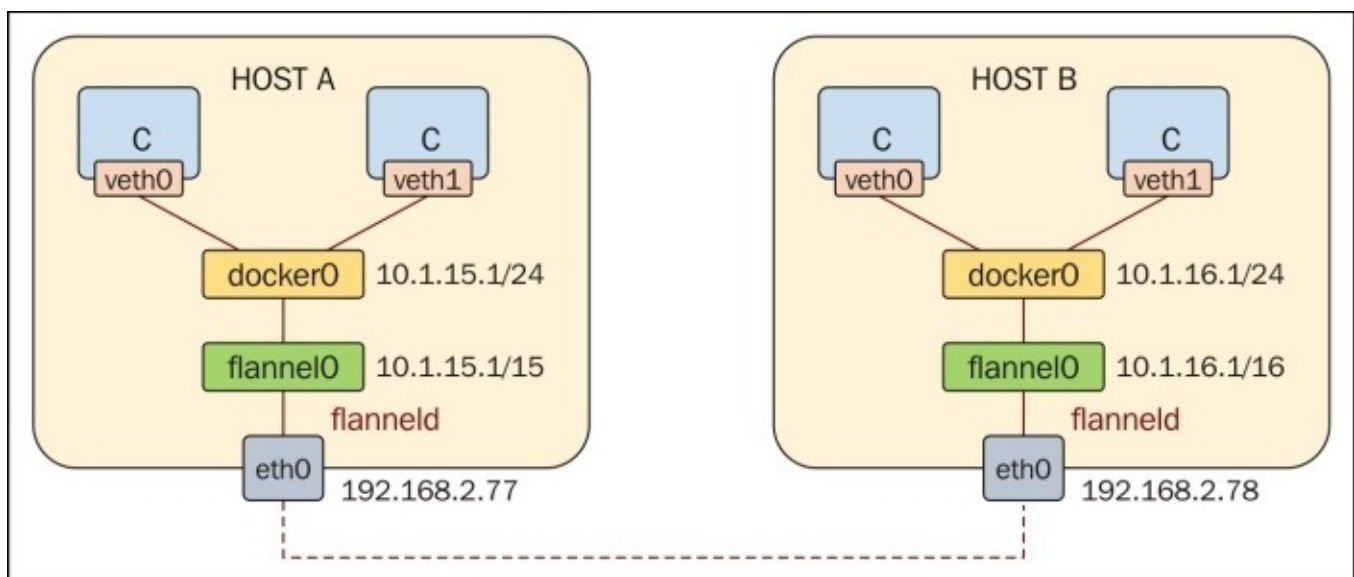 HOST A
C
C
veth0
veth1
docker0
10.1.15.1/24
flannel0
10.1.15.1/15
flanneld
eth0
192.168.2.77
HOST B
C
C
veth0
veth1
docker0
10.1.16.1/24
flannel0
10.1.16.1/16
flanneld
eth0
192.168.2.78